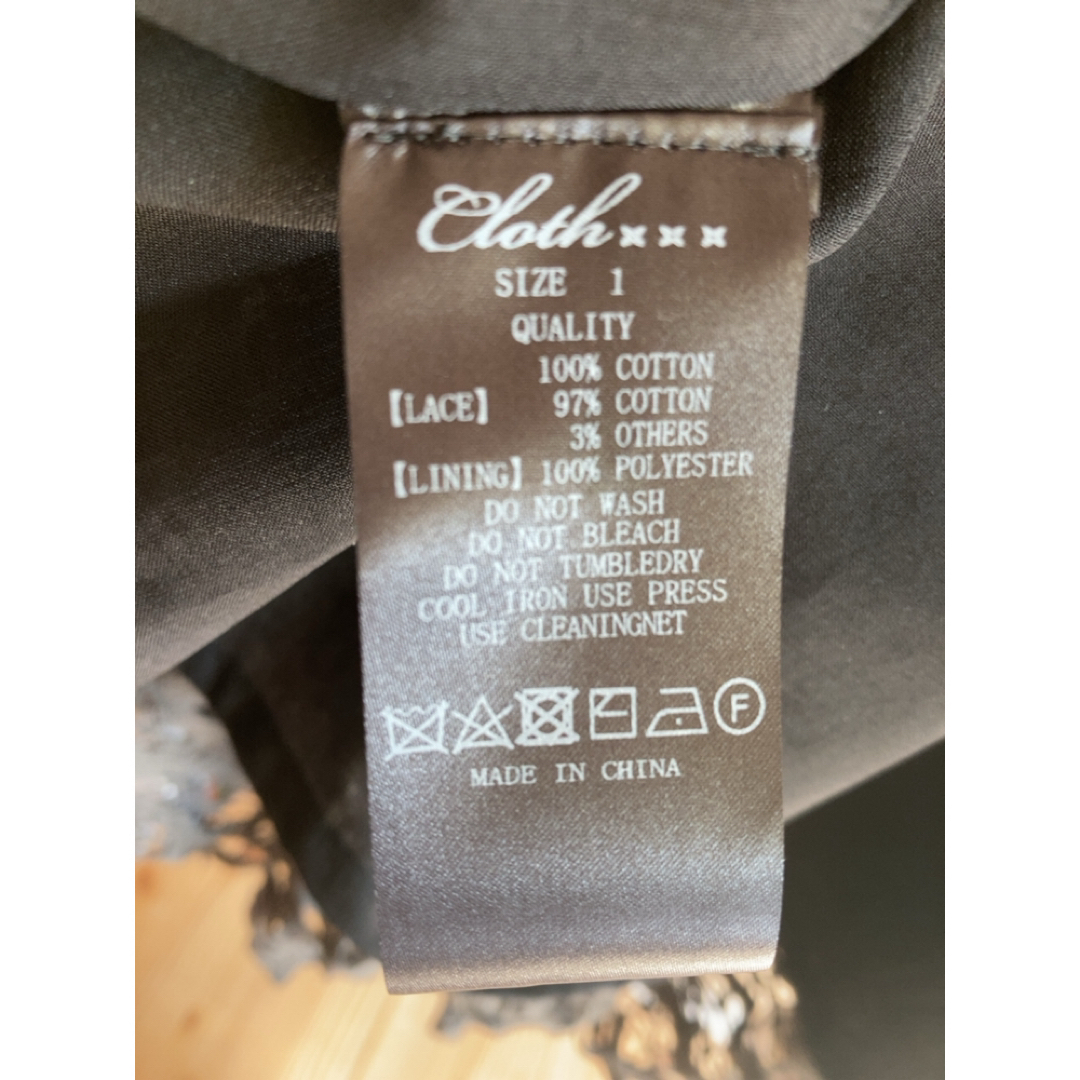 Cloth×××
SIZE 1
QUALITY
100% COTTON
【LACE】 97% COTTON
3% OTHERS
【LINING】 100% POLYESTER
DO NOT WASH
DO NOT BLEACH
DO NOT TUMBLEDRY
COOL IRON USE PRESS
USE CLEANINGNET
F
MADE IN CHINA